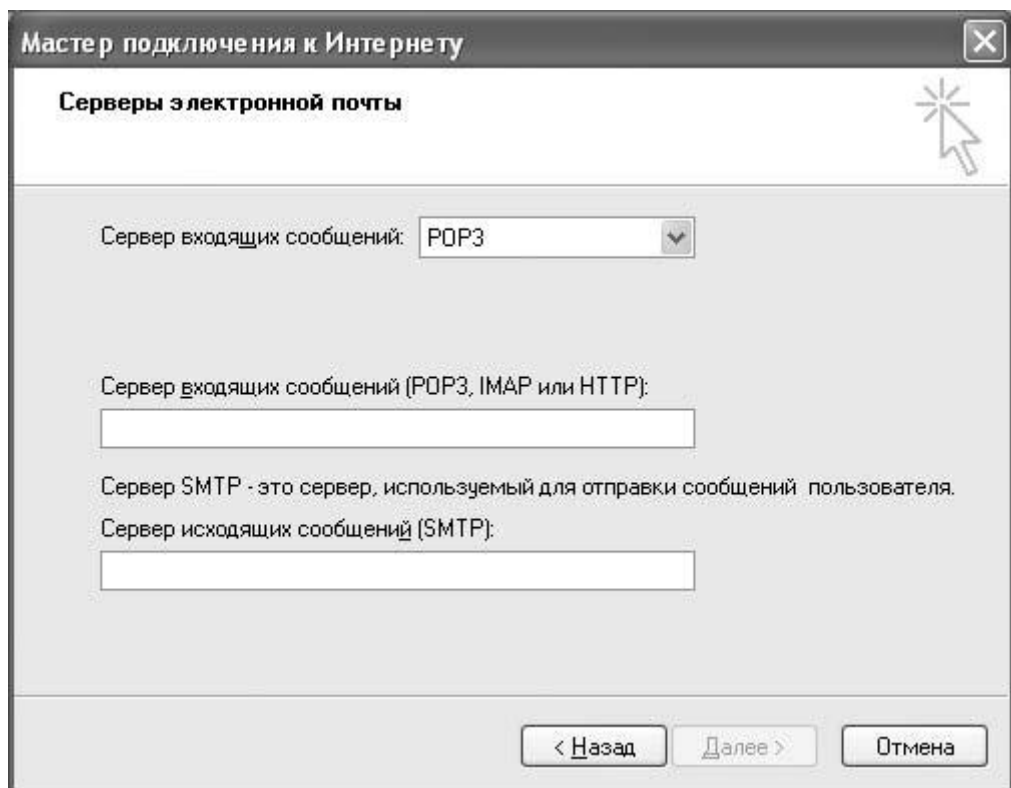 Мастер подключения к Интернету
Серверы электронной почты
Сервер входящих сообщений: POP3
Сервер входящих сообщений (POP3, IMAP или HTTP):
Сервер SMTP - это сервер, используемый для отправки сообщений пользователя.
Сервер исходящих сообщений (SMTP):
< Назад Далее > Отмена